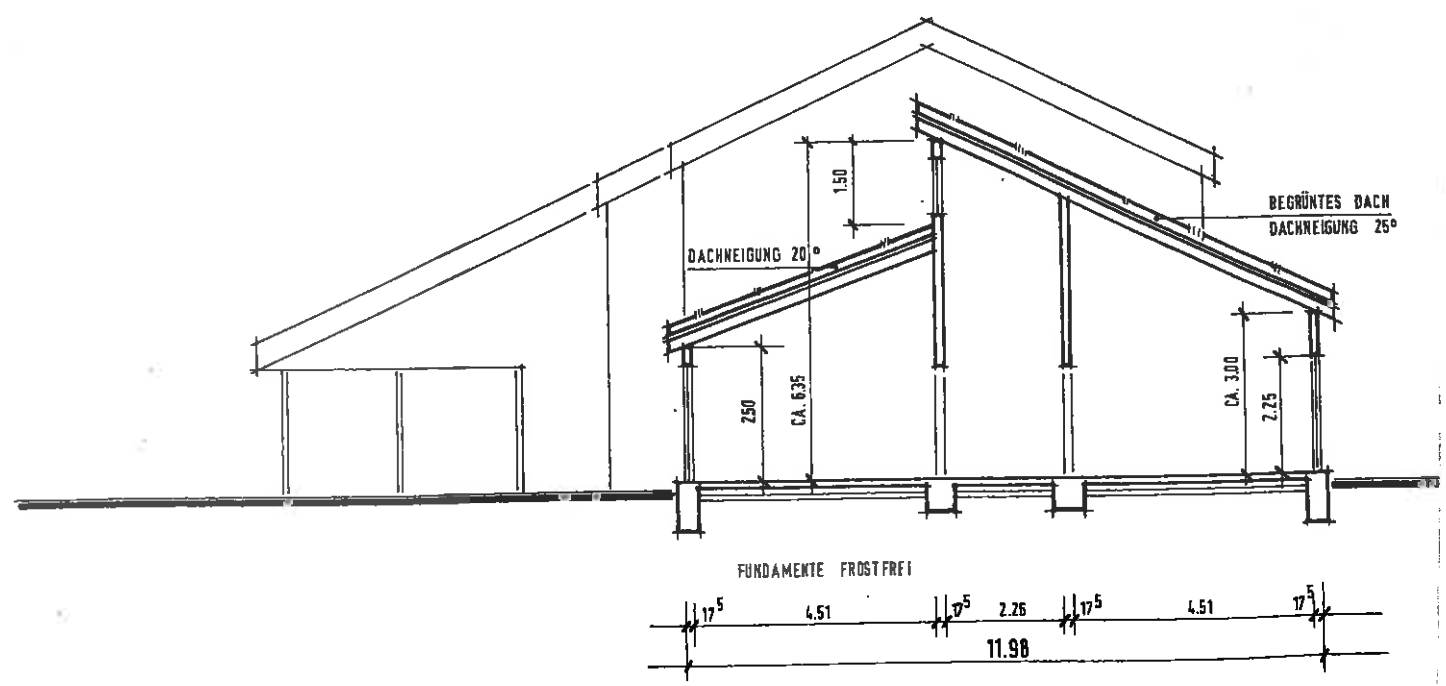 1.50
BEGRÜNTES DACH
DACHNEIGUNG 25°
DACHNEIGUNG 20°
250
CA. 6.35
CA. 3.00
2.25
FUNDAMENTE FROSTFREI
17⁵ 4.51 17⁵ 2.26 17⁵ 4.51 17⁵
11.98